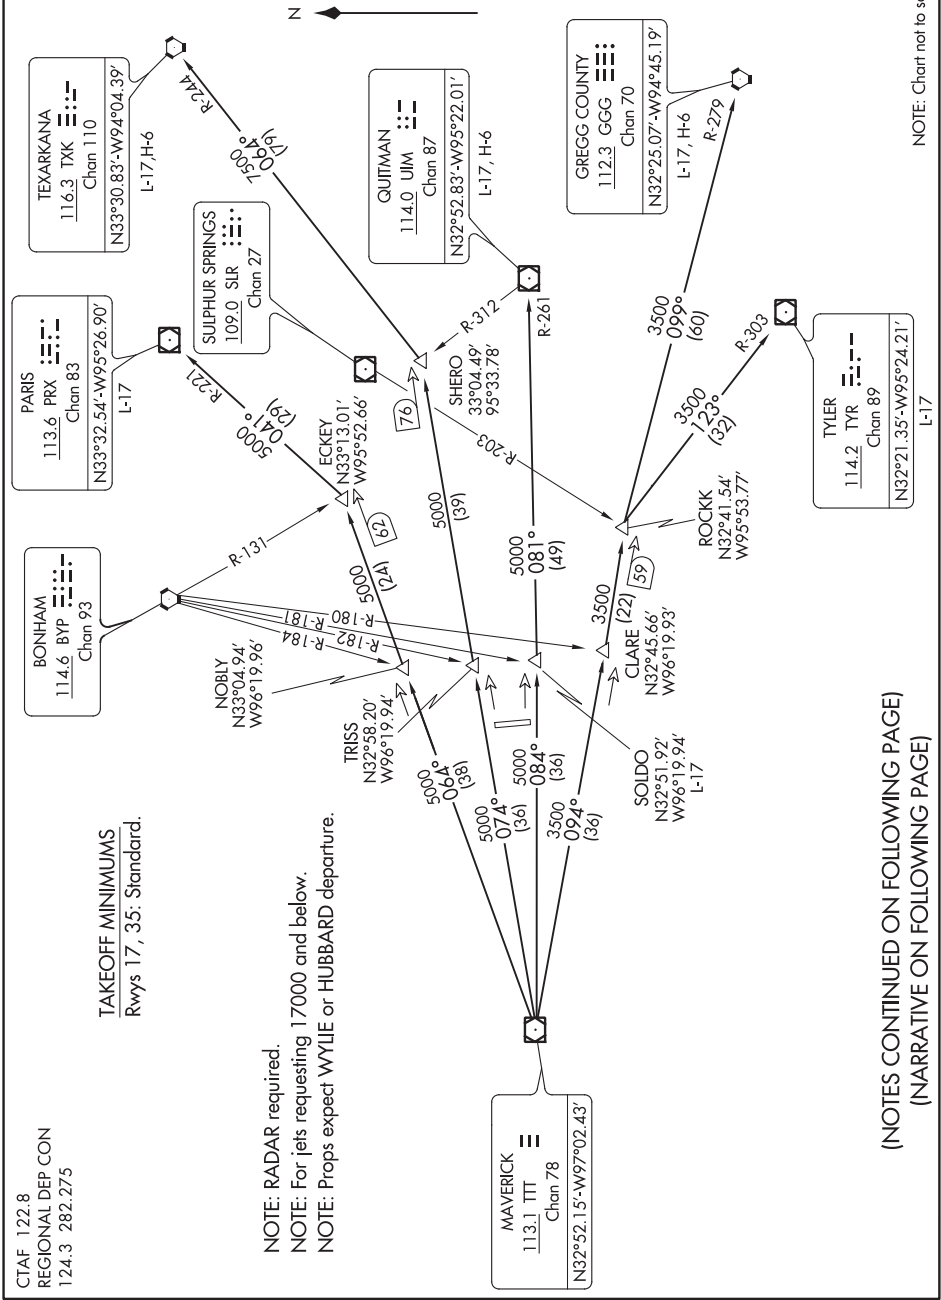 CTAF 122.8
REGIONAL DEP CON
124.3 282.275
TAKEOFF MINIMUMS
Rwys 17, 35: Standard.
NOTE: RADAR required.
NOTE: For jets requesting 17000 and below.
NOTE: Props expect WYLIE or HUBBARD departure.
N
BONHAM
114.6 BYP
Chan 93
PARIS
113.6 PRX
Chan 83
N33°32.54'-W95°26.90'
L-17
TEXARKANA
116.3 TXK
Chan 110
N33°30.83'-W94°04.39'
L-17, H-6
SULPHUR SPRINGS
109.0 SLR
Chan 27
QUITMAN
114.0 UIM
Chan 87
N32°52.83'-W95°22.01'
L-17, H-6
GREGG COUNTY
112.3 GGG
Chan 70
N32°25.07'-W94°45.19'
L-17, H-6
TYLER
114.2 TYR
Chan 89
N32°21.35'-W95°24.21'
L-17
MAVERICK
113.1 TTT
Chan 78
N32°52.15'-W97°02.43'
NOBLY
N33°04.94'
W96°19.96'
TRISS
N32°58.20'
W96°19.94'
SOLDO
N32°51.92'
W96°19.94'
L-17
CLARE
N32°45.66'
W96°19.93'
ECKEY
N33°13.01'
W95°52.66'
SHERO
33°04.49'
95°33.78'
ROCKK
N32°41.54'
W95°53.77'
R-131
R-184
R-181
R-182
R-180
R-221
R-244
R-312
R-261
R-203
R-279
R-303
5000
064°
(38)
5000
074°
(36)
5000
084°
(36)
3500
094°
(36)
5000
(24)
62
5000
041°
(29)
5000
(39)
76
7500
064°
(79)
5000
081°
(49)
3500
(22)
59
3500
099°
(60)
3500
123°
(32)
(NOTES CONTINUED ON FOLLOWING PAGE)
(NARRATIVE ON FOLLOWING PAGE)
NOTE: Chart not to